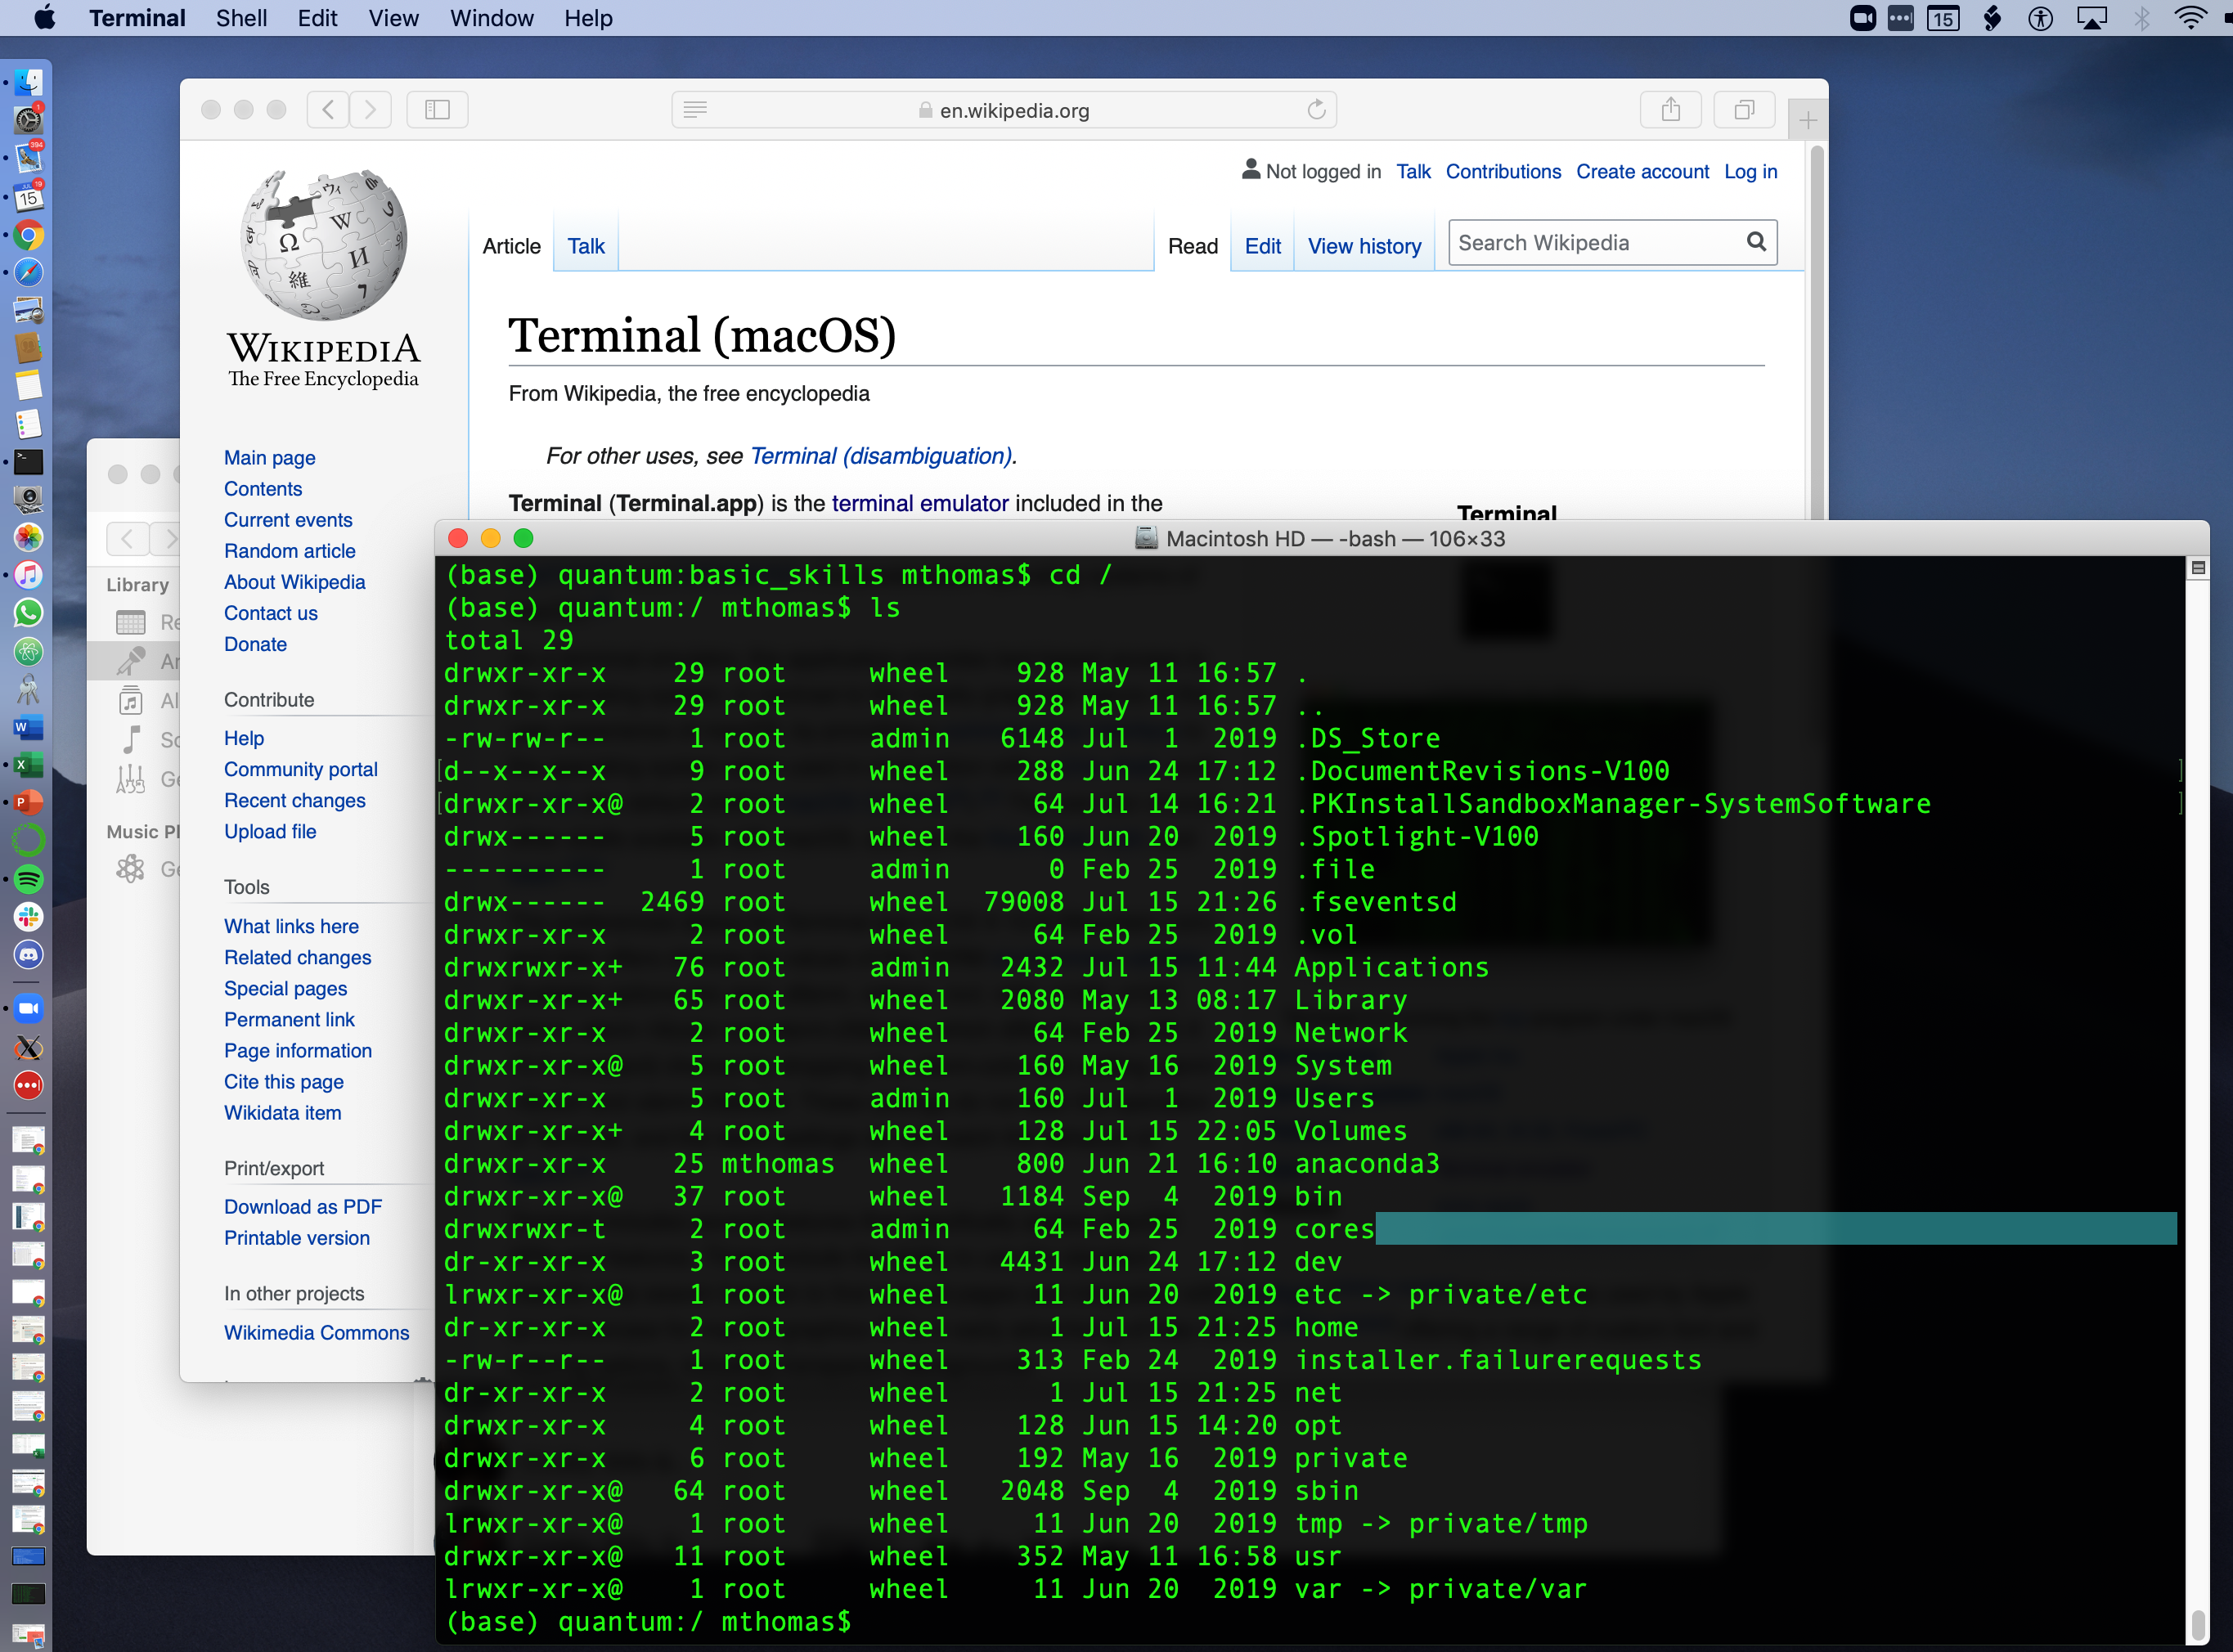 Terminal Shell Edit View Window Help
15
en.wikipedia.org
Not logged in Talk Contributions Create account Log in
Article Talk Read Edit View history Search Wikipedia
WIKIPEDIA
The Free Encyclopedia
Main page
Contents
Current events
Random article
About Wikipedia
Contact us
Donate
Contribute
Help
Community portal
Recent changes
Upload file
Tools
What links here
Related changes
Special pages
Permanent link
Page information
Cite this page
Wikidata item
Print/export
Download as PDF
Printable version
In other projects
Wikimedia Commons
Terminal (macOS)
From Wikipedia, the free encyclopedia
For other uses, see Terminal (disambiguation).
Terminal (Terminal.app) is the terminal emulator included in the
Terminal
Library
Macintosh HD — -bash — 106×33
(base) quantum:basic_skills mthomas$ cd /
(base) quantum:/ mthomas$ ls
total 29
drwxr-xr-x 29 root wheel 928 May 11 16:57 .
drwxr-xr-x 29 root wheel 928 May 11 16:57 ..
-rw-rw-r-- 1 root admin 6148 Jul 1 2019 .DS_Store
[d--x--x--x 9 root wheel 288 Jun 24 17:12 .DocumentRevisions-V100 ]
[drwxr-xr-x@ 2 root wheel 64 Jul 14 16:21 .PKInstallSandboxManager-SystemSoftware ]
drwx------ 5 root wheel 160 Jun 20 2019 .Spotlight-V100
---------- 1 root admin 0 Feb 25 2019 .file
drwx------ 2469 root wheel 79008 Jul 15 21:26 .fseventsd
drwxr-xr-x 2 root wheel 64 Feb 25 2019 .vol
drwxrwxr-x+ 76 root admin 2432 Jul 15 11:44 Applications
drwxr-xr-x+ 65 root wheel 2080 May 13 08:17 Library
drwxr-xr-x 2 root wheel 64 Feb 25 2019 Network
drwxr-xr-x@ 5 root wheel 160 May 16 2019 System
drwxr-xr-x 5 root admin 160 Jul 1 2019 Users
drwxr-xr-x+ 4 root wheel 128 Jul 15 22:05 Volumes
drwxr-xr-x 25 mthomas wheel 800 Jun 21 16:10 anaconda3
drwxr-xr-x@ 37 root wheel 1184 Sep 4 2019 bin
drwxrwxr-t 2 root admin 64 Feb 25 2019 cores
dr-xr-xr-x 3 root wheel 4431 Jun 24 17:12 dev
lrwxr-xr-x@ 1 root wheel 11 Jun 20 2019 etc -> private/etc
dr-xr-xr-x 2 root wheel 1 Jul 15 21:25 home
-rw-r--r-- 1 root wheel 313 Feb 24 2019 installer.failurerequests
dr-xr-xr-x 2 root wheel 1 Jul 15 21:25 net
drwxr-xr-x 4 root wheel 128 Jun 15 14:20 opt
drwxr-xr-x 6 root wheel 192 May 16 2019 private
drwxr-xr-x@ 64 root wheel 2048 Sep 4 2019 sbin
lrwxr-xr-x@ 1 root wheel 11 Jun 20 2019 tmp -> private/tmp
drwxr-xr-x@ 11 root wheel 352 May 11 16:58 usr
lrwxr-xr-x@ 1 root wheel 11 Jun 20 2019 var -> private/var
(base) quantum:/ mthomas$